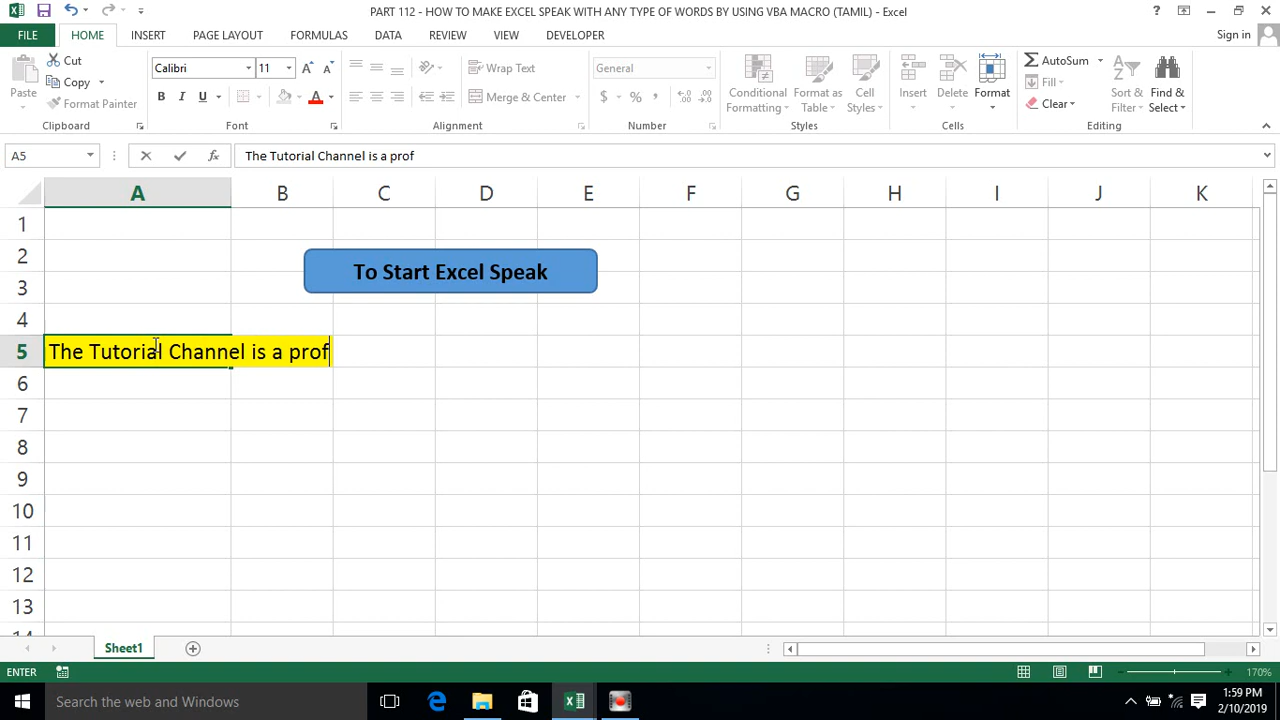 PART 112 - HOW TO MAKE EXCEL SPEAK WITH ANY TYPE OF WORDS BY USING VBA MACRO (TAMIL) - Excel
FILE HOME INSERT PAGE LAYOUT FORMULAS DATA REVIEW VIEW DEVELOPER Sign in
Paste Cut Copy Format Painter
Calibri 11
B I U A
Wrap Text
Merge & Center
General
$ % ,
Conditional Formatting
Format as Table
Cell Styles
Insert Delete Format
AutoSum
Fill
Clear
Sort & Filter
Find & Select
Clipboard Font Alignment Number Styles Cells Editing
A5 fx The Tutorial Channel is a prof
A B C D E F G H I J K
1
2
To Start Excel Speak
3
4
5 The Tutorial Channel is a prof
6
7
8
9
10
11
12
13
14
Sheet1
ENTER 170%
Search the web and Windows
1:59 PM
2/10/2019